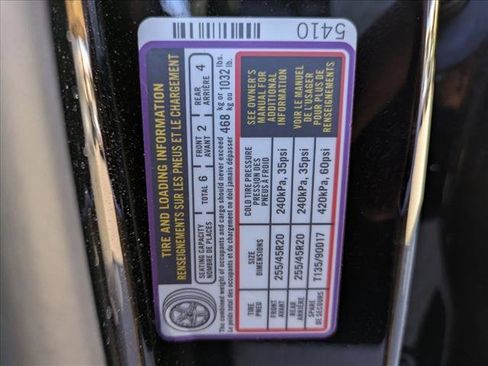 5410
TIRE AND LOADING INFORMATION
RENSEIGNEMENTS SUR LES PNEUS ET LE CHARGEMENT
SEATING CAPACITY TOTAL 6 FRONT 2 REAR 4
NOMBRE DE PLACES AVANT ARRIÈRE
The combined weight of occupants and cargo should never exceed 468 kg or 1032 lbs.
Le poids total des occupants et du chargement ne doit jamais dépasser kg ou lb.
TIRE SIZE COLD TIRE PRESSURE
PNEU DIMENSIONS PRESSION DES
PNEUS À FROID
FRONT 255/45R20 240kPa, 35psi
AVANT
REAR 255/45R20 240kPa, 35psi
ARRIÈRE
SPARE T135/90D17 420kPa, 60psi
DE SECOURS
SEE OWNER'S
MANUAL FOR
ADDITIONAL
INFORMATION
VOIR LE MANUEL
DE L'USAGER
POUR PLUS DE
RENSEIGNEMENTS